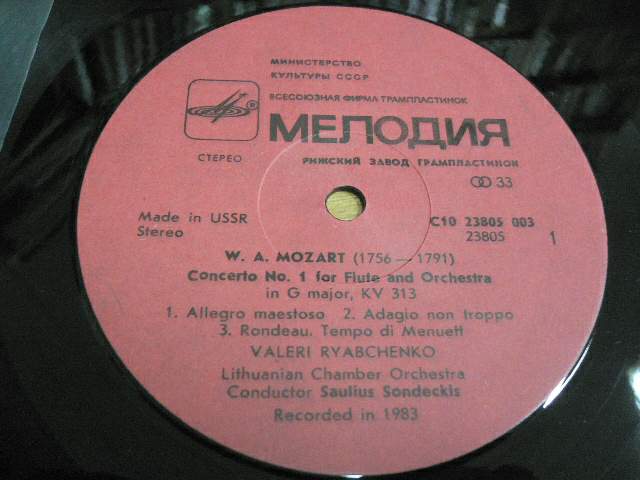 МИНИСТЕРСТВО
КУЛЬТУРЫ СССР
ВСЕСОЮЗНАЯ ФИРМА ГРАМПЛАСТИНОК
®
МЕЛОДИЯ
СТЕРЕО
РИЖСКИЙ ЗАВОД ГРАМПЛАСТИНОК
33
Made in USSR
Stereo
С10 23805 003
23805
1
W. A. MOZART (1756 — 1791)
Concerto No. 1 for Flute and Orchestra
in G major, KV 313
1. Allegro maestoso 2. Adagio non troppo
3. Rondeau. Tempo di Menuett
VALERI RYABCHENKO
Lithuanian Chamber Orchestra
Conductor Saulius Sondeckis
Recorded in 1983